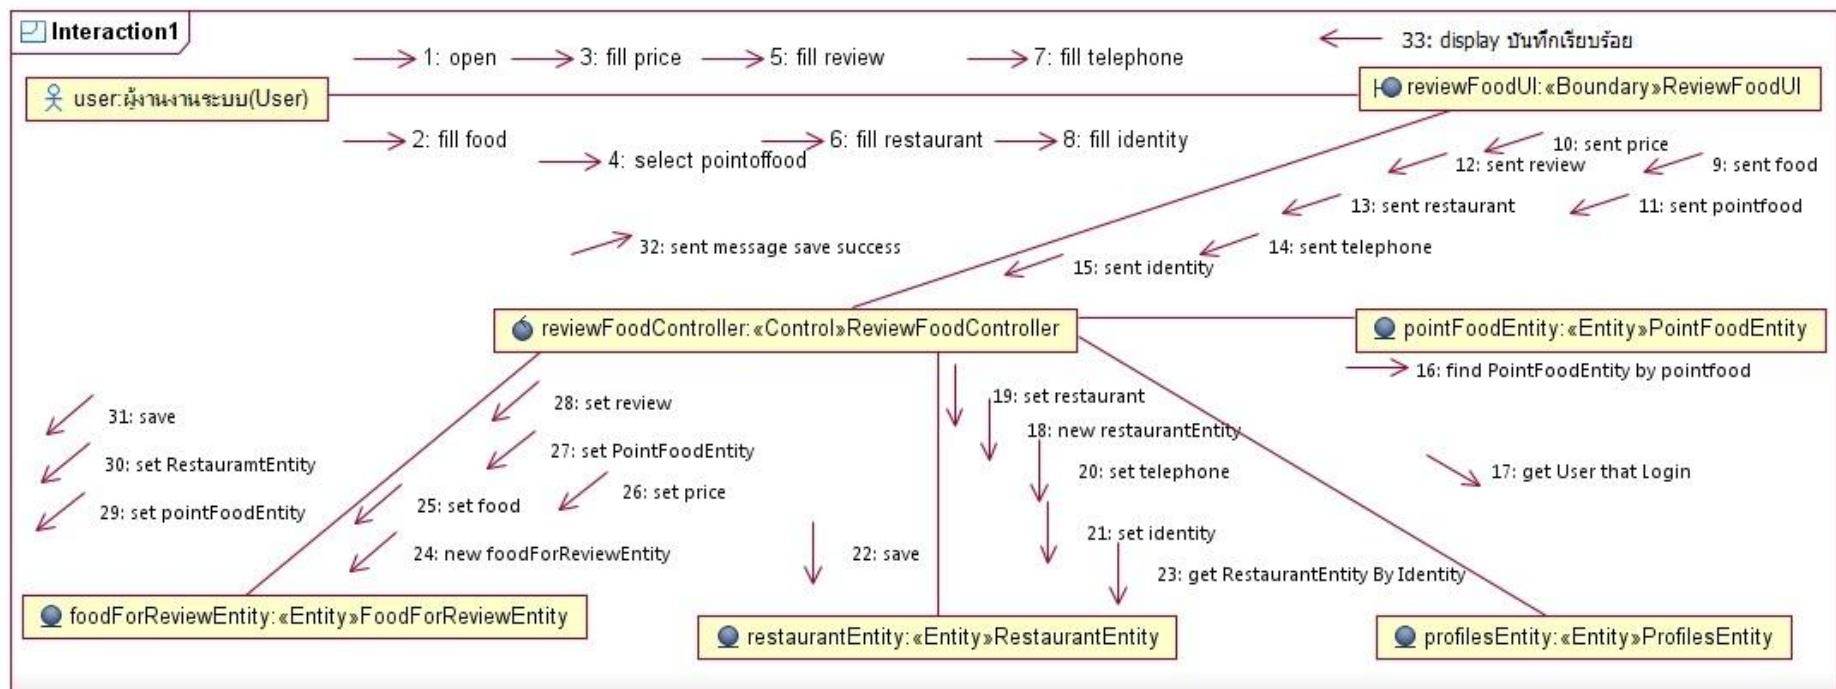 Interaction1
33: display บันทึกเรียบร้อย
1: open
3: fill price
5: fill review
7: fill telephone
user:ผู้งานงานระบบ(User)
reviewFoodUI:«Boundary»ReviewFoodUI
2: fill food
4: select pointoffood
6: fill restaurant
8: fill identity
10: sent price
12: sent review
9: sent food
13: sent restaurant
11: sent pointfood
32: sent message save success
14: sent telephone
15: sent identity
reviewFoodController:«Control»ReviewFoodController
pointFoodEntity:«Entity»PointFoodEntity
16: find PointFoodEntity by pointfood
31: save
28: set review
19: set restaurant
18: new restaurantEntity
30: set RestauramtEntity
27: set PointFoodEntity
20: set telephone
17: get User that Login
29: set pointFoodEntity
25: set food
26: set price
21: set identity
24: new foodForReviewEntity
22: save
23: get RestaurantEntity By Identity
foodForReviewEntity:«Entity»FoodForReviewEntity
restaurantEntity:«Entity»RestaurantEntity
profilesEntity:«Entity»ProfilesEntity